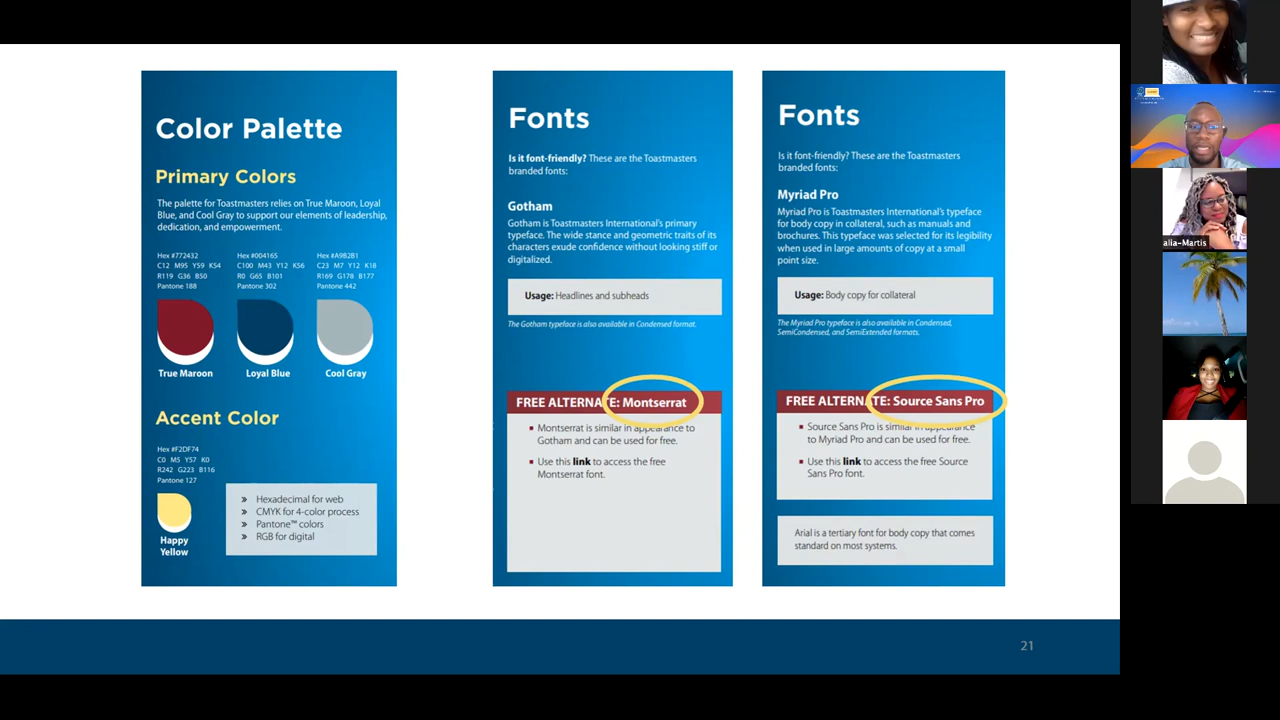 Color Palette
Primary Colors
The palette for Toastmasters relies on True Maroon, Loyal
Blue, and Cool Gray to support our elements of leadership,
dedication, and empowerment.
Hex #772432
C12 M95 Y59 K54
R119 G36 B50
Pantone 188
Hex #004165
C100 M43 Y12 K56
R0 G65 B101
Pantone 302
Hex #A9B2B1
C23 M7 Y12 K18
R169 G178 B177
Pantone 442
True Maroon
Loyal Blue
Cool Gray
Accent Color
Hex #F2DF74
C0 M5 Y57 K0
R242 G223 B116
Pantone 127
Happy
Yellow
» Hexadecimal for web
» CMYK for 4-color process
» Pantone™ colors
» RGB for digital
Fonts
Is it font-friendly? These are the Toastmasters
branded fonts:
Gotham
Gotham is Toastmasters International's primary
typeface. The wide stance and geometric traits of its
characters exude confidence without looking stiff or
digitalized.
Usage: Headlines and subheads
The Gotham typeface is also available in Condensed format.
FREE ALTERNATE: Montserrat
▪ Montserrat is similar in appearance to
Gotham and can be used for free.
▪ Use this link to access the free
Montserrat font.
Fonts
Is it font-friendly? These are the Toastmasters
branded fonts:
Myriad Pro
Myriad Pro is Toastmasters International's typeface
for body copy in collateral, such as manuals and
brochures. This typeface was selected for its legibility
when used in large amounts of copy at a small
point size.
Usage: Body copy for collateral
The Myriad Pro typeface is also available in Condensed,
SemiCondensed, and SemiExtended formats.
FREE ALTERNATE: Source Sans Pro
▪ Source Sans Pro is similar in appearance
to Myriad Pro and can be used for free.
▪ Use this link to access the free Source
Sans Pro font.
Arial is a tertiary font for body copy that comes
standard on most systems.
21
alia-Martis